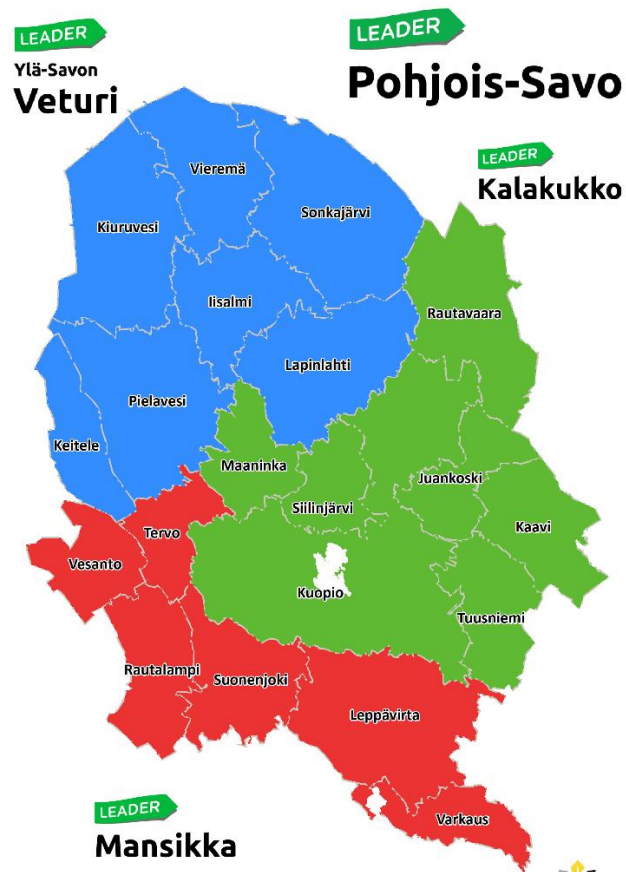 LEADER
Ylä-Savon
Veturi
LEADER
Pohjois-Savo
LEADER
Kalakukko
Vieremä
Sonkajärvi
Kiuruvesi
Iisalmi
Rautavaara
Lapinlahti
Pielavesi
Keitele
Maaninka
Juankoski
Siilinjärvi
Kaavi
Tervo
Vesanto
Kuopio
Tuusniemi
Rautalampi
Suonenjoki
Leppävirta
Varkaus
LEADER
Mansikka